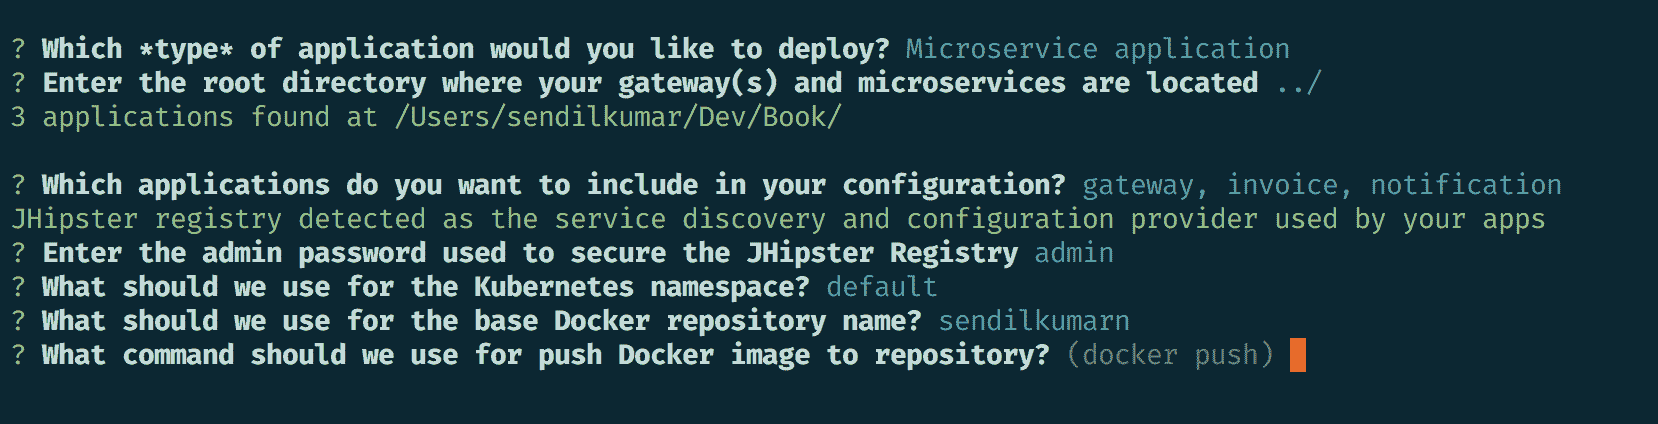 ? Which *type* of application would you like to deploy? Microservice application
? Enter the root directory where your gateway(s) and microservices are located ../
3 applications found at /Users/sendilkumar/Dev/Book/
? Which applications do you want to include in your configuration? gateway, invoice, notification
JHipster registry detected as the service discovery and configuration provider used by your apps
? Enter the admin password used to secure the JHipster Registry admin
? What should we use for the Kubernetes namespace? default
? What should we use for the base Docker repository name? sendilkumarn
? What command should we use for push Docker image to repository? (docker push)